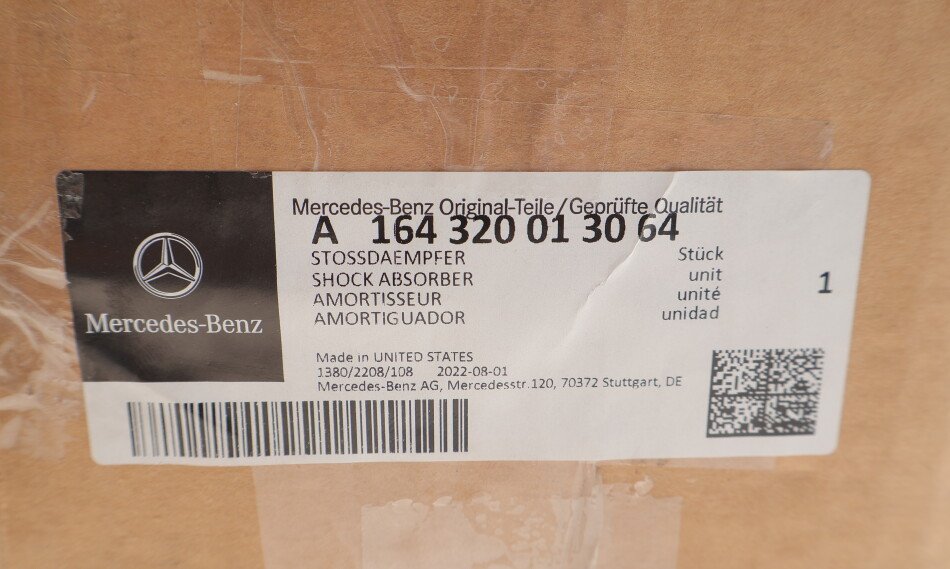 Mercedes-Benz
Mercedes-Benz Original-Teile/Geprüfte Qualität
A 164 320 01 30 64
STOSSDAEMPFER
SHOCK ABSORBER
AMORTISSEUR
AMORTIGUADOR
Stück
unit
unité
unidad
1
Made in UNITED STATES
1380/2208/108 2022-08-01
Mercedes-Benz AG, Mercedesstr.120, 70372 Stuttgart, DE